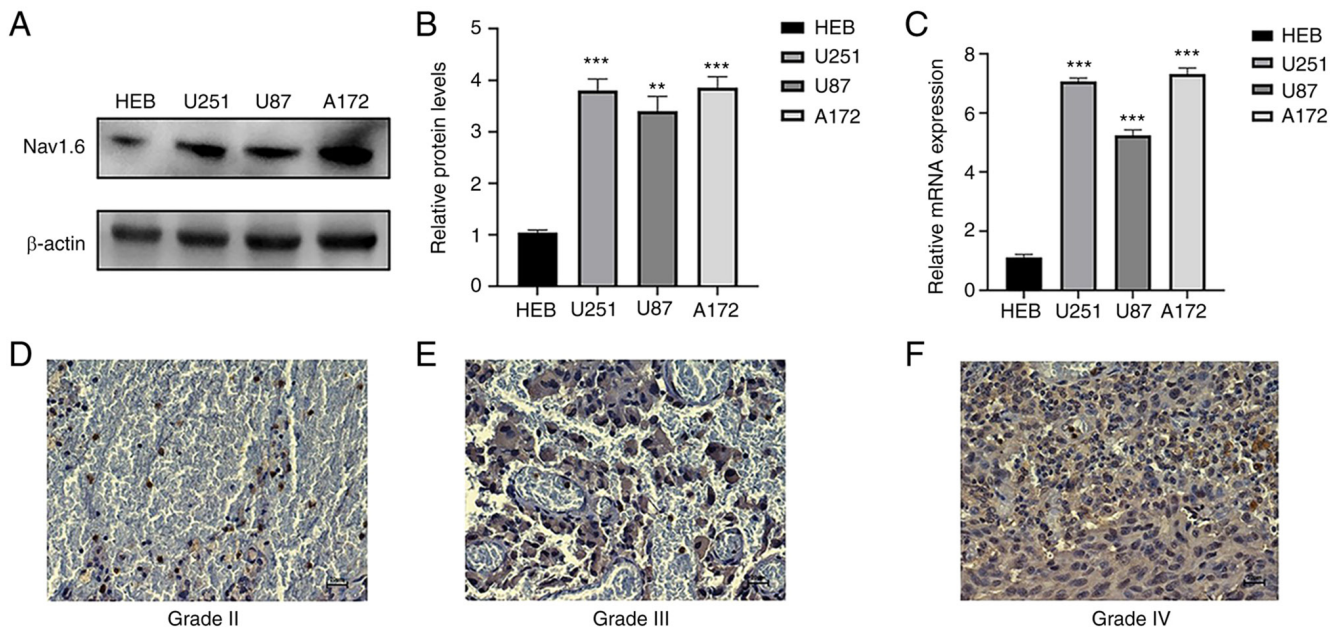 A
HEB U251 U87 A172
Nav1.6
β-actin
B
Relative protein levels
5
4
3
2
1
0
***
**
***
HEB U251 U87 A172
HEB
U251
U87
A172
C
Relative mRNA expression
8
6
4
2
0
***
***
***
HEB U251 U87 A172
HEB
U251
U87
A172
D
Grade II
E
Grade III
F
Grade IV